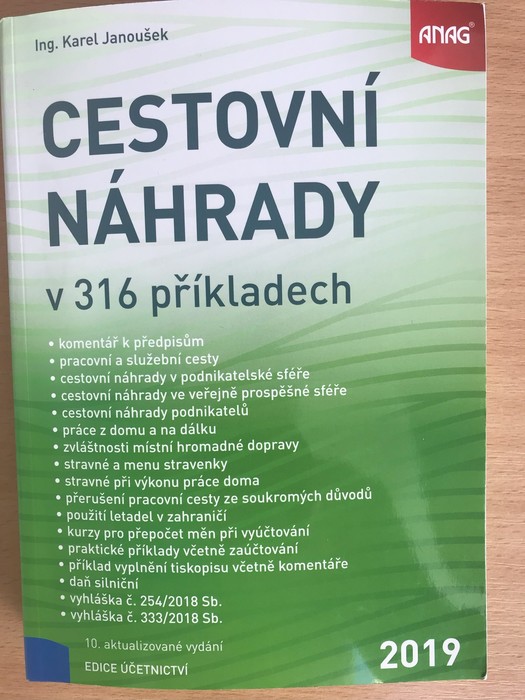 Ing. Karel Janoušek
ANAG®
CESTOVNÍ
NÁHRADY
v 316 příkladech
• komentář k předpisům
• pracovní a služební cesty
• cestovní náhrady v podnikatelské sféře
• cestovní náhrady ve veřejně prospěšné sféře
• cestovní náhrady podnikatelů
• práce z domu a na dálku
• zvláštnosti místní hromadné dopravy
• stravné a menu stravenky
• stravné při výkonu práce doma
• přerušení pracovní cesty ze soukromých důvodů
• použití letadel v zahraničí
• kurzy pro přepočet měn při vyúčtování
• praktické příklady včetně zaúčtování
• příklad vyplnění tiskopisu včetně komentáře
• daň silniční
• vyhláška č. 254/2018 Sb.
• vyhláška č. 333/2018 Sb.
10. aktualizované vydání
EDICE ÚČETNICTVÍ
2019